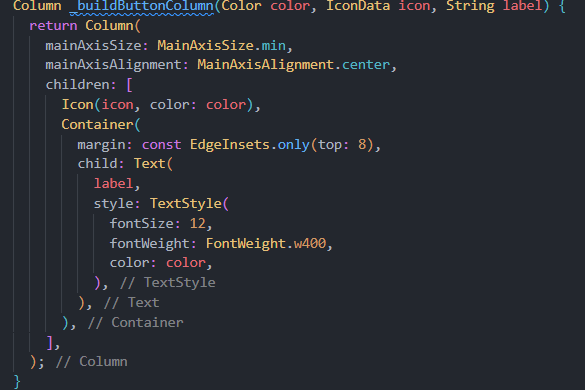 Column _buildButtonColumn(Color color, IconData icon, String label) {
  return Column(
    mainAxisSize: MainAxisSize.min,
    mainAxisAlignment: MainAxisAlignment.center,
    children: [
      Icon(icon, color: color),
      Container(
        margin: const EdgeInsets.only(top: 8),
        child: Text(
          label,
          style: TextStyle(
            fontSize: 12,
            fontWeight: FontWeight.w400,
            color: color,
          ), // TextStyle
        ), // Text
      ), // Container
    ],
  ); // Column
}